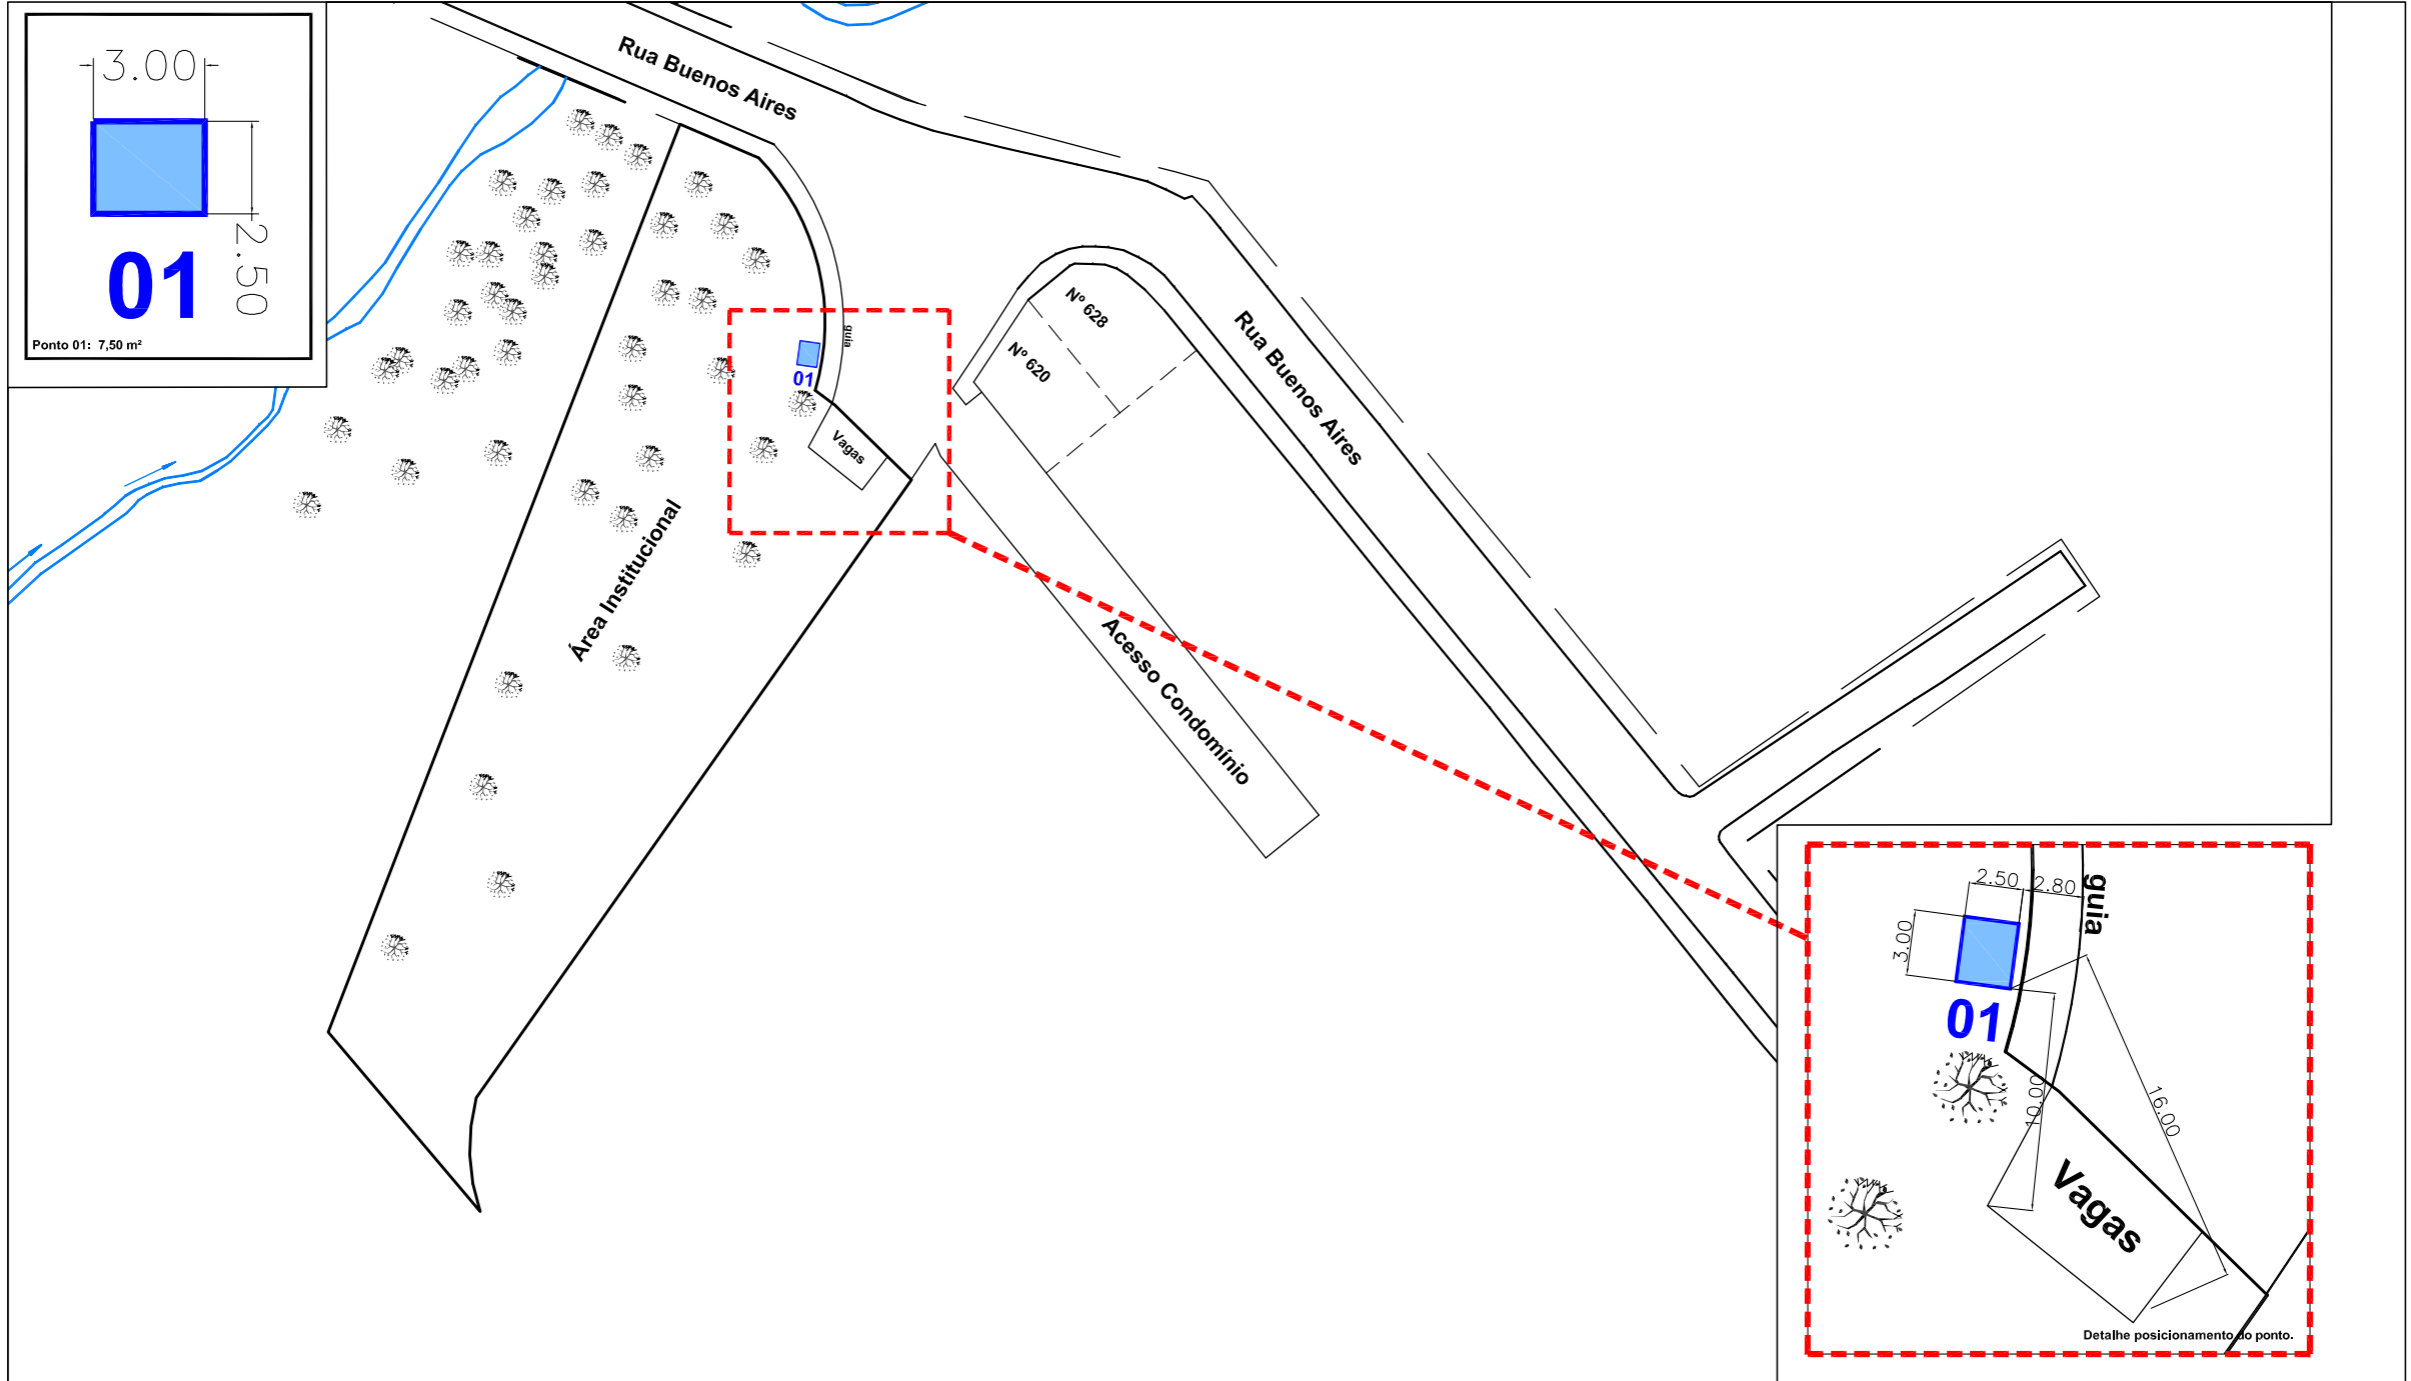 3.00
2.50
01
Ponto 01: 7,50 m²
Rua Buenos Aires
guia
01
Vagas
Nº 628
Nº 620
Rua Buenos Aires
Área Institucional
Acesso Condomínio
2.50
2.80
guia
3.00
01
10.00
16.00
Vagas
Detalhe posicionamento do ponto.